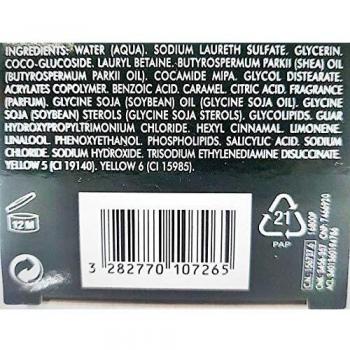 INGREDIENTS: WATER (AQUA), SODIUM LAURETH SULFATE, GLYCERIN,
COCO-GLUCOSIDE, LAURYL BETAINE, BUTYROSPERMUM PARKII (SHEA) OIL
(BUTYROSPERMUM PARKII OIL), COCAMIDE MIPA, GLYCOL DISTEARATE,
ACRYLATES COPOLYMER, BENZOIC ACID, CARAMEL, CITRIC ACID, FRAGRANCE
(PARFUM), GLYCINE SOJA (SOYBEAN) OIL (GLYCINE SOJA OIL), GLYCINE
SOJA (SOYBEAN) STEROLS (GLYCINE SOJA STEROLS), GLYCOLIPIDS, GUAR
HYDROXYPROPYLTRIMONIUM CHLORIDE, HEXYL CINNAMAL, LIMONENE,
LINALOOL, PHENOXYETHANOL, PHOSPHOLIPIDS, SALICYLIC ACID, SODIUM
CHLORIDE, SODIUM HYDROXIDE, TRISODIUM ETHYLENEDIAMINE DISUCCINATE,
YELLOW 5 (CI 19140), YELLOW 6 (CI 15985).
12 M
21
PAP
3 282770 107265